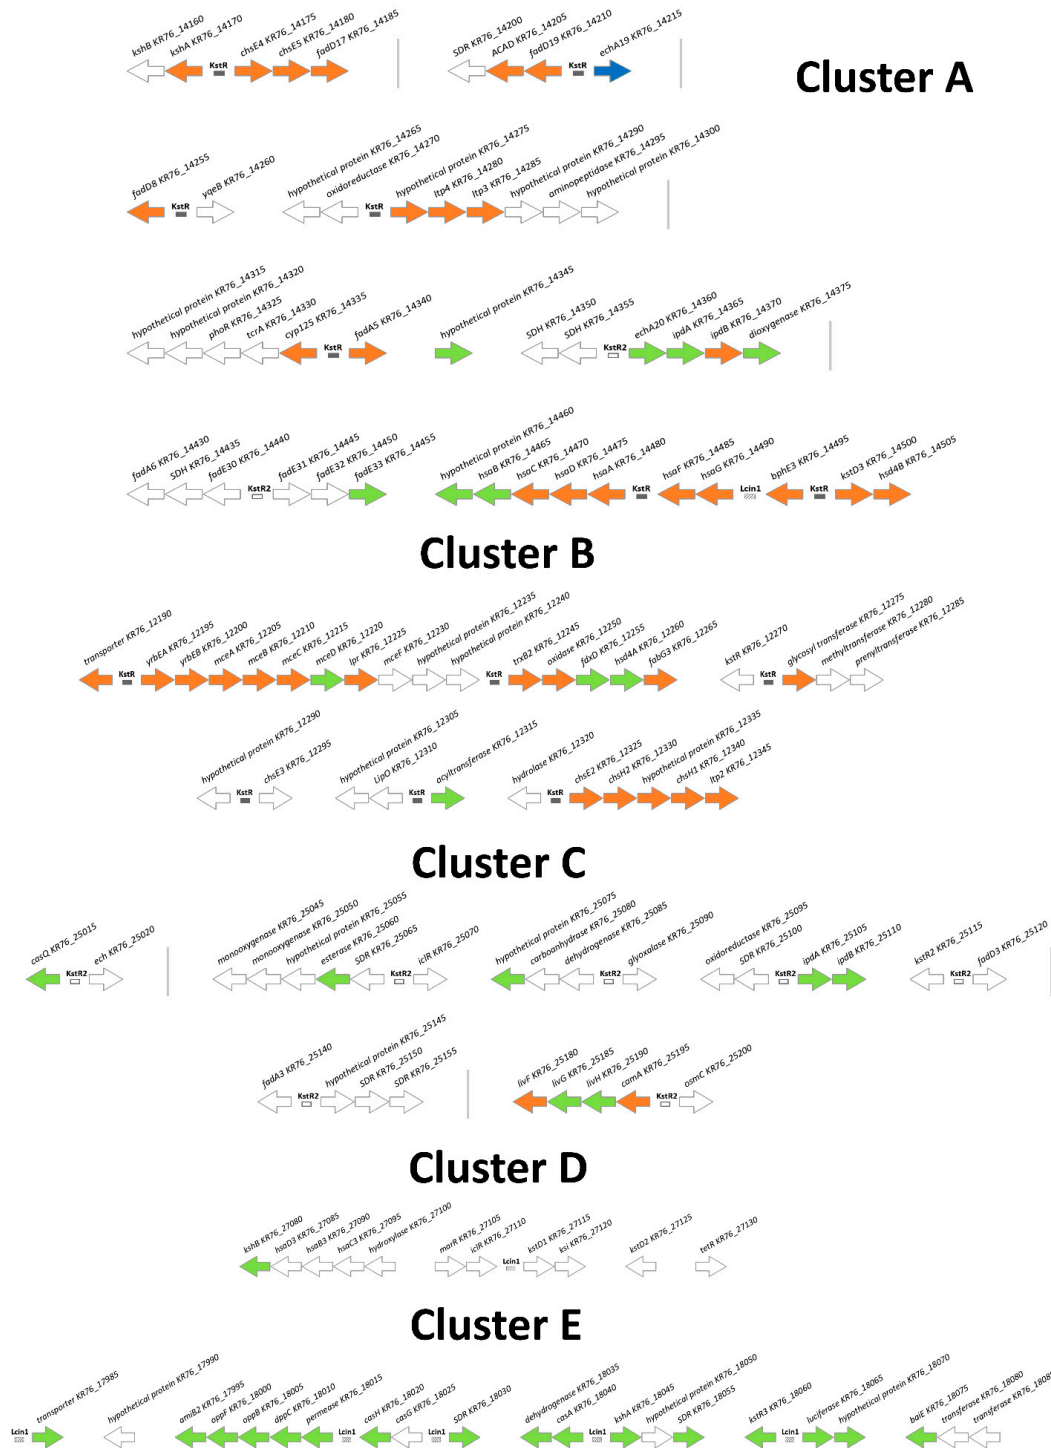 kshB KR76_14160
kshA KR76_14170
KstR
chsE4 KR76_14175
chsE5 KR76_14180
fadD17 KR76_14185
SDR KR76_14200
ACAD KR76_14205
fadD19 KR76_14210
KstR
echA19 KR76_14215
Cluster A
fadD8 KR76_14255
KstR
yqeB KR76_14260
hypothetical protein KR76_14265
oxidoreductase KR76_14270
KstR
hypothetical protein KR76_14275
ltp4 KR76_14280
ltp3 KR76_14285
hypothetical protein KR76_14290
aminopeptidase KR76_14295
hypothetical protein KR76_14300
hypothetical protein KR76_14315
hypothetical protein KR76_14320
phoR KR76_14325
tcrA KR76_14330
cyp125 KR76_14335
KstR
fadA5 KR76_14340
hypothetical protein KR76_14345
SDH KR76_14350
SDH KR76_14355
KstR2
echA20 KR76_14360
ipdA KR76_14365
ipdB KR76_14370
dioxygenase KR76_14375
fadA6 KR76_14430
SDH KR76_14435
fadE30 KR76_14440
KstR2
fadE31 KR76_14445
fadE32 KR76_14450
fadE33 KR76_14455
hypothetical protein KR76_14460
hsaB KR76_14465
hsaC KR76_14470
hsaD KR76_14475
hsaA KR76_14480
KstR
hsaF KR76_14485
hsaG KR76_14490
Lcin1
bphE3 KR76_14495
KstR
kstD3 KR76_14500
hsd4B KR76_14505
Cluster B
transporter KR76_12190
KstR
yrbEA KR76_12195
yrbEB KR76_12200
mceA KR76_12205
mceB KR76_12210
mceC KR76_12215
mceD KR76_12220
lpr KR76_12225
mceF KR76_12230
hypothetical protein KR76_12235
hypothetical protein KR76_12240
KstR
trxB2 KR76_12245
oxidase KR76_12250
fdxD KR76_12255
hsd4A KR76_12260
fabG3 KR76_12265
kstR KR76_12270
KstR
glycosyl transferase KR76_12275
methyltransferase KR76_12280
prenyltransferase KR76_12285
hypothetical protein KR76_12290
KstR
chsE3 KR76_12295
hypothetical protein KR76_12305
LipO KR76_12310
KstR
acyltransferase KR76_12315
hydrolase KR76_12320
KstR
chsE2 KR76_12325
chsH2 KR76_12330
hypothetical protein KR76_12335
chsH1 KR76_12340
ltp2 KR76_12345
Cluster C
casQ KR76_25015
KstR2
ech KR76_25020
monoxygenase KR76_25045
monooxygenase KR76_25050
hypothetical protein KR76_25055
esterase KR76_25060
SDR KR76_25065
KstR2
iclR KR76_25070
hypothetical protein KR76_25075
carboanhydrase KR76_25080
dehydrogenase KR76_25085
KstR2
glyoxalase KR76_25090
oxidoreductase KR76_25095
SDR KR76_25100
KstR2
ipdA KR76_25105
ipdB KR76_25110
kstR2 KR76_25115
KstR2
fadD3 KR76_25120
fadA3 KR76_25140
KstR2
hypothetical protein KR76_25145
SDR KR76_25150
SDR KR76_25155
livF KR76_25180
livG KR76_25185
livH KR76_25190
camA KR76_25195
KstR2
osmC KR76_25200
Cluster D
kshB KR76_27080
hsaD3 KR76_27085
hsaB3 KR76_27090
hsaC3 KR76_27095
hydroxylase KR76_27100
marR KR76_27105
iclR KR76_27110
Lcin1
kstD1 KR76_27115
ksi KR76_27120
kstD2 KR76_27125
tetR KR76_27130
Cluster E
Lcin1
transporter KR76_17985
hypothetical protein KR76_17990
amiB2 KR76_17995
oppF KR76_18000
oppB KR76_18005
dppC KR76_18010
permease KR76_18015
Lcin1
casH KR76_18020
casG KR76_18025
Lcin1
SDR KR76_18030
dehydrogenase KR76_18035
casA KR76_18040
Lcin1
kshA KR76_18045
hypothetical protein KR76_18050
SDR KR76_18055
kstR3 KR76_18060
Lcin1
luciferase KR76_18065
hypothetical protein KR76_18070
baiE KR76_18075
transferase KR76_18080
transferase